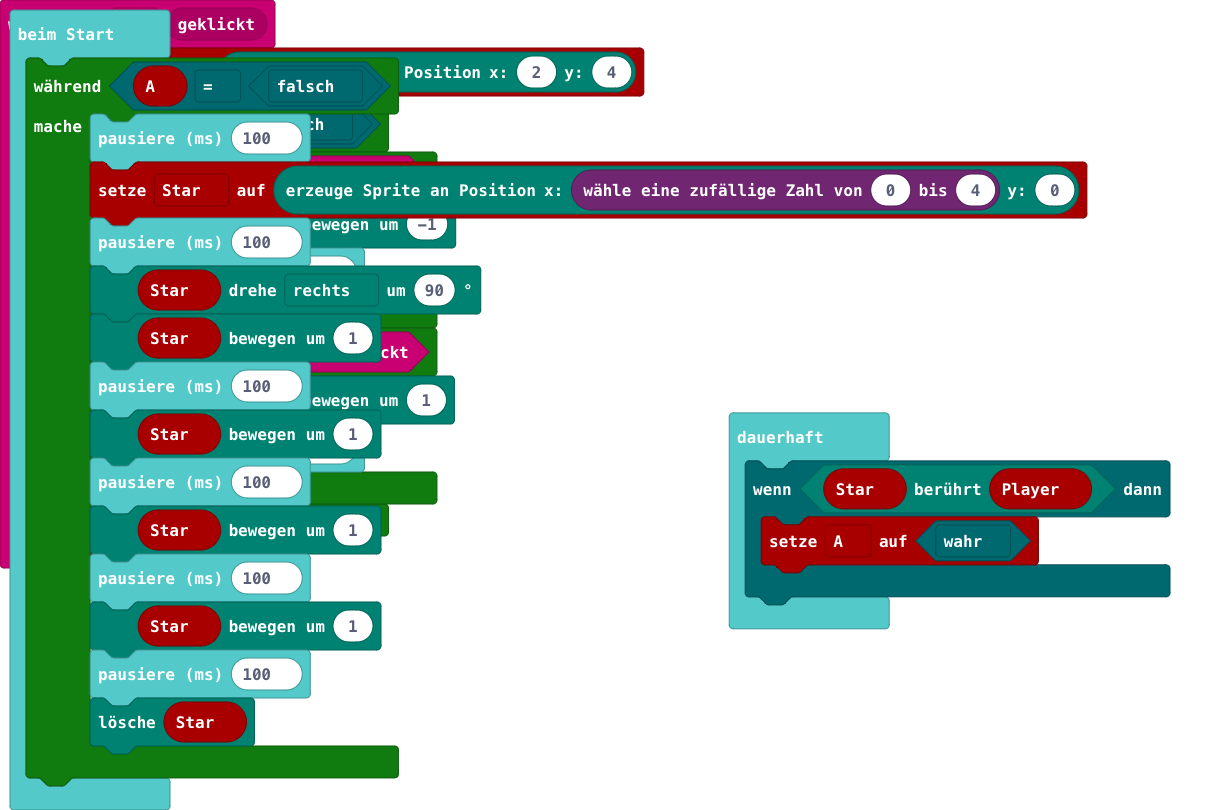 geklickt
beim Start
Position x: 2 y: 4
während A = falsch
mache
pausiere (ms) 100
setze Star auf erzeuge Sprite an Position x: wähle eine zufällige Zahl von 0 bis 4 y: 0
bewegen um -1
pausiere (ms) 100
Star drehe rechts um 90 °
Star bewegen um 1
pausiere (ms) 100
bewegen um 1
Star bewegen um 1
dauerhaft
pausiere (ms) 100
wenn Star berührt Player dann
Star bewegen um 1
setze A auf wahr
pausiere (ms) 100
Star bewegen um 1
pausiere (ms) 100
lösche Star